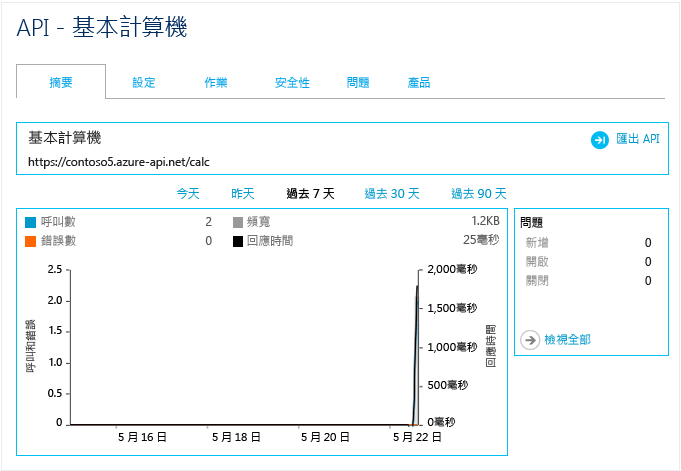 API - 基本計算機
摘要 設定 作業 安全性 問題 產品
基本計算機
匯出 API
https://contoso5.azure-api.net/calc
今天 昨天 過去 7 天 過去 30 天 過去 90 天
呼叫數 2 頻寬 1.2KB
錯誤數 0 回應時間 25毫秒
問題
新增 0
開啟 0
關閉 0
檢視全部
呼叫和錯誤
2.5
2.0
1.5
1.0
0.5
0
2,000毫秒
1,500毫秒
1,000毫秒
500毫秒
0毫秒
回應時間
5 月 16 日 5 月 18 日 5 月 20 日 5 月 22 日